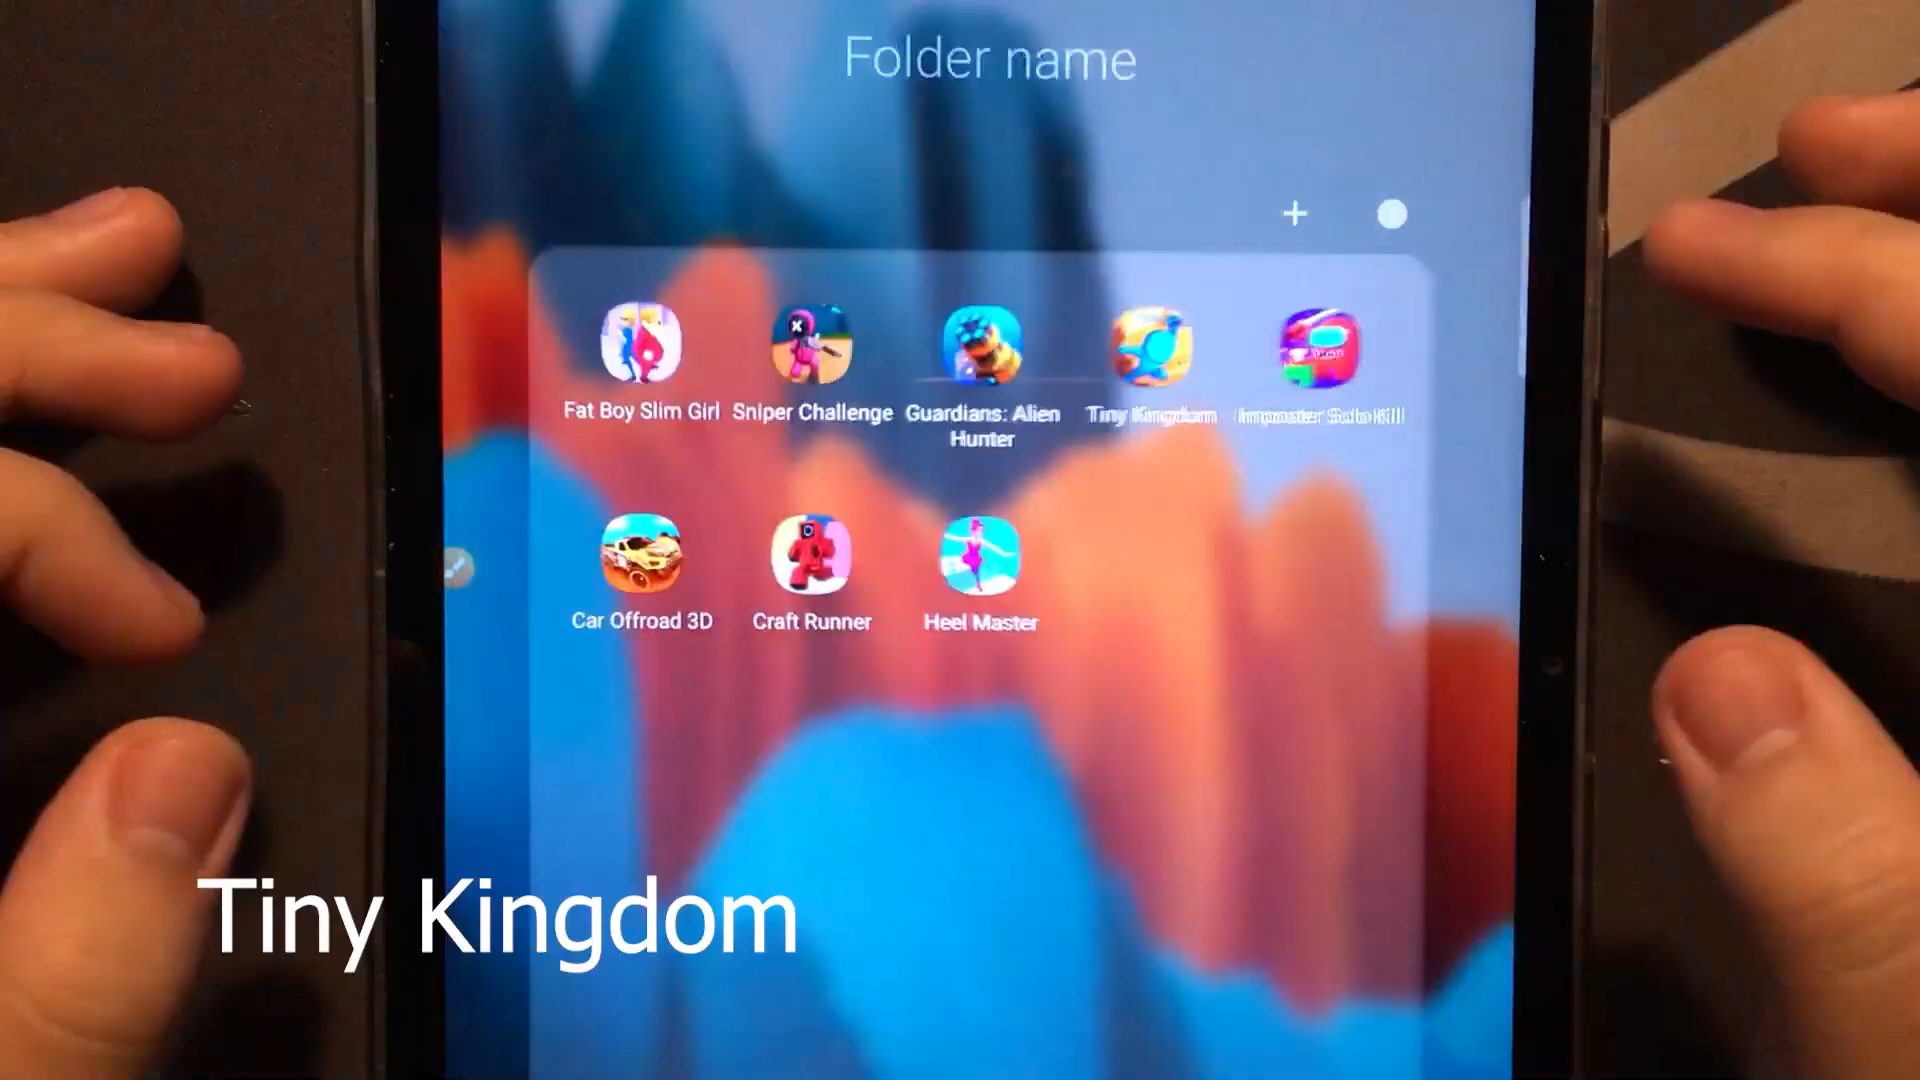 Folder name
Fat Boy Slim Girl
Sniper Challenge
Guardians: Alien
Hunter
Tiny Kingdom
Imposter Solo Kill
Car Offroad 3D
Craft Runner
Heel Master
Tiny Kingdom